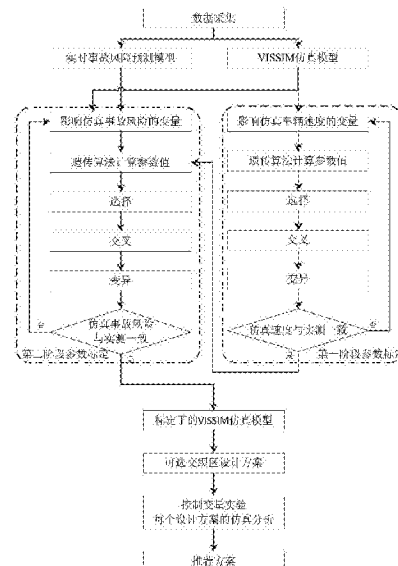 数据采集
实时事故风险预测模型
VISSIM仿真模型
影响仿真事故风险的变量
影响仿真车辆速度的变量
遗传算法计算参数值
遗传算法计算参数值
选择
选择
交叉
交叉
变异
变异
仿真事故风险
与实测一致
仿真速度与实测一致
否
否
第二阶段参数标定
是
第一阶段参数标定
标定了的VISSIM仿真模型
可选交织区设计方案
控制变量实验
每个设计方案的仿真分析
推荐方案